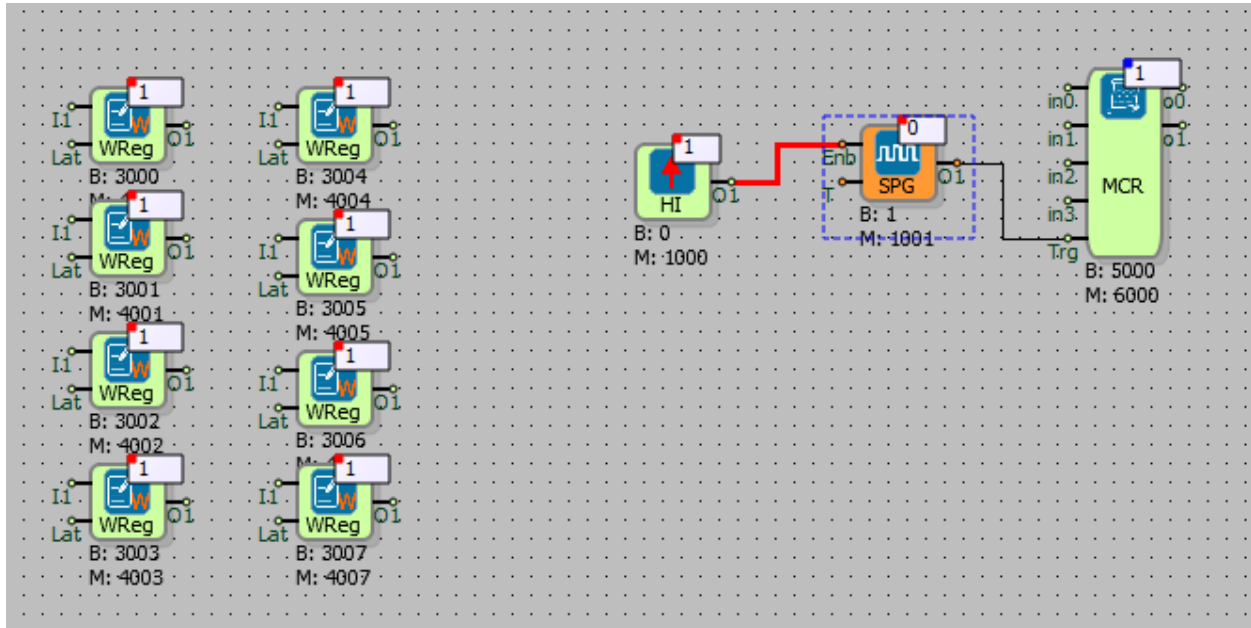 1
I1
Lat
WReg
O1
B: 3000
1
I1
Lat
WReg
O1
B: 3001
M: 4001
1
I1
Lat
WReg
O1
B: 3002
M: 4002
1
I1
Lat
WReg
O1
B: 3003
M: 4003
1
I1
Lat
WReg
O1
B: 3004
M: 4004
1
I1
Lat
WReg
O1
B: 3005
M: 4005
1
I1
Lat
WReg
O1
B: 3006
1
I1
Lat
WReg
O1
B: 3007
M: 4007
1
HI
O1
B: 0
M: 1000
0
Enb
T
SPG
O1
B: 1
M: 1001
1
in0.
in1.
in2.
in3.
Trg
MCR
o0.
o1.
B: 5000
M: 6000